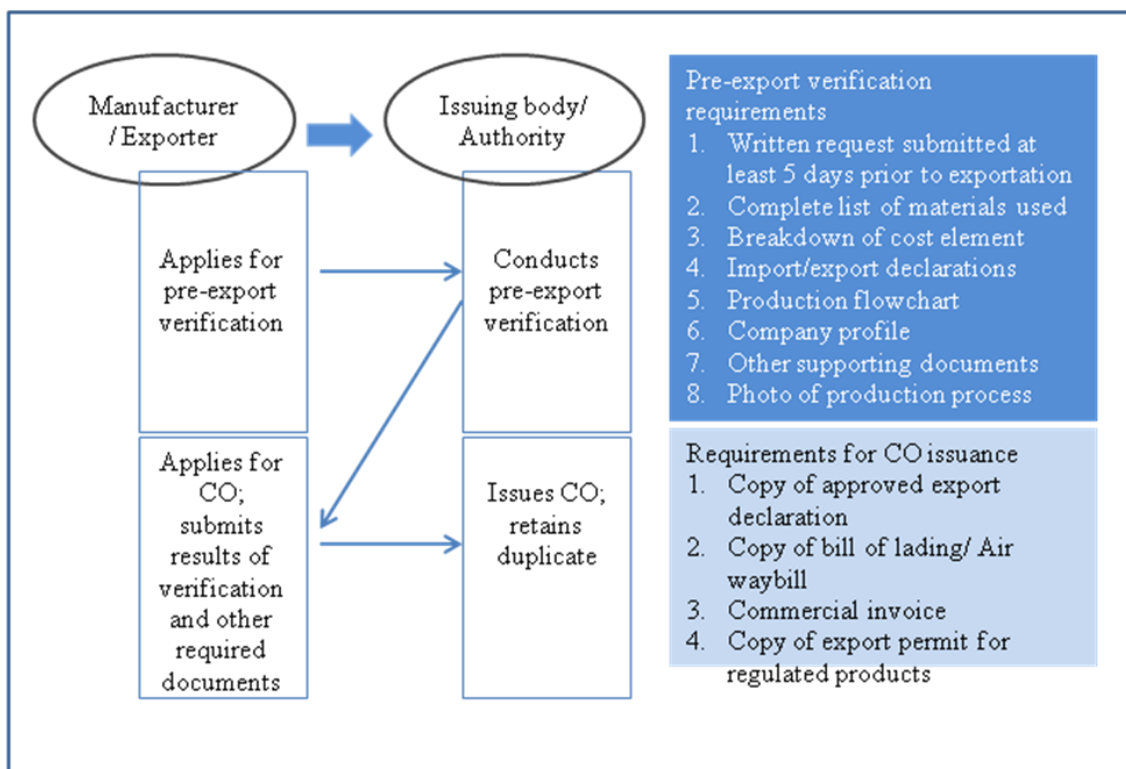 Manufacturer
/ Exporter
Issuing body/
Authority
Applies for
pre-export
verification
Conducts
pre-export
verification
Applies for
CO;
submits
results of
verification
and other
required
documents
Issues CO;
retains
duplicate
Pre-export verification
requirements
1. Written request submitted at
least 5 days prior to exportation
2. Complete list of materials used
3. Breakdown of cost element
4. Import/export declarations
5. Production flowchart
6. Company profile
7. Other supporting documents
8. Photo of production process
Requirements for CO issuance
1. Copy of approved export
declaration
2. Copy of bill of lading/ Air
waybill
3. Commercial invoice
4. Copy of export permit for
regulated products